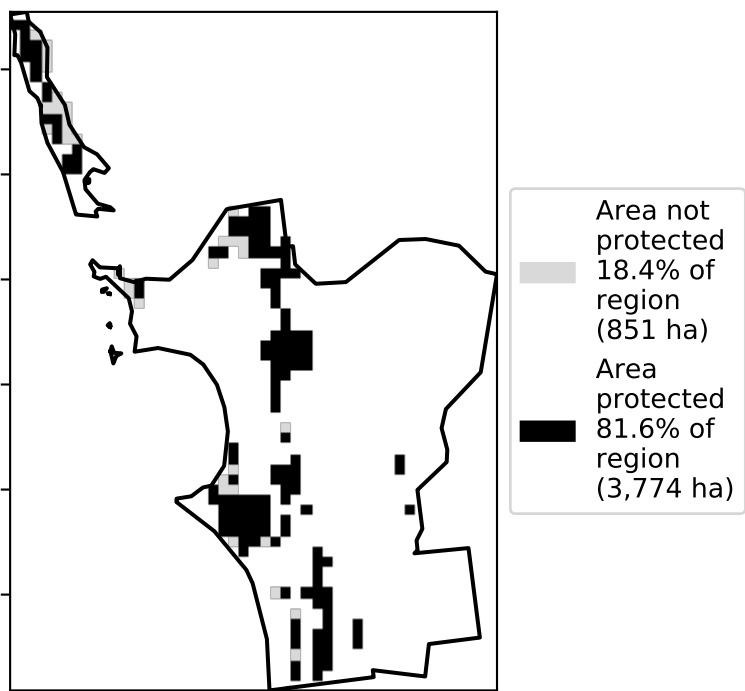 Area not
protected
18.4% of
region
(851 ha)
Area
protected
81.6% of
region
(3,774 ha)